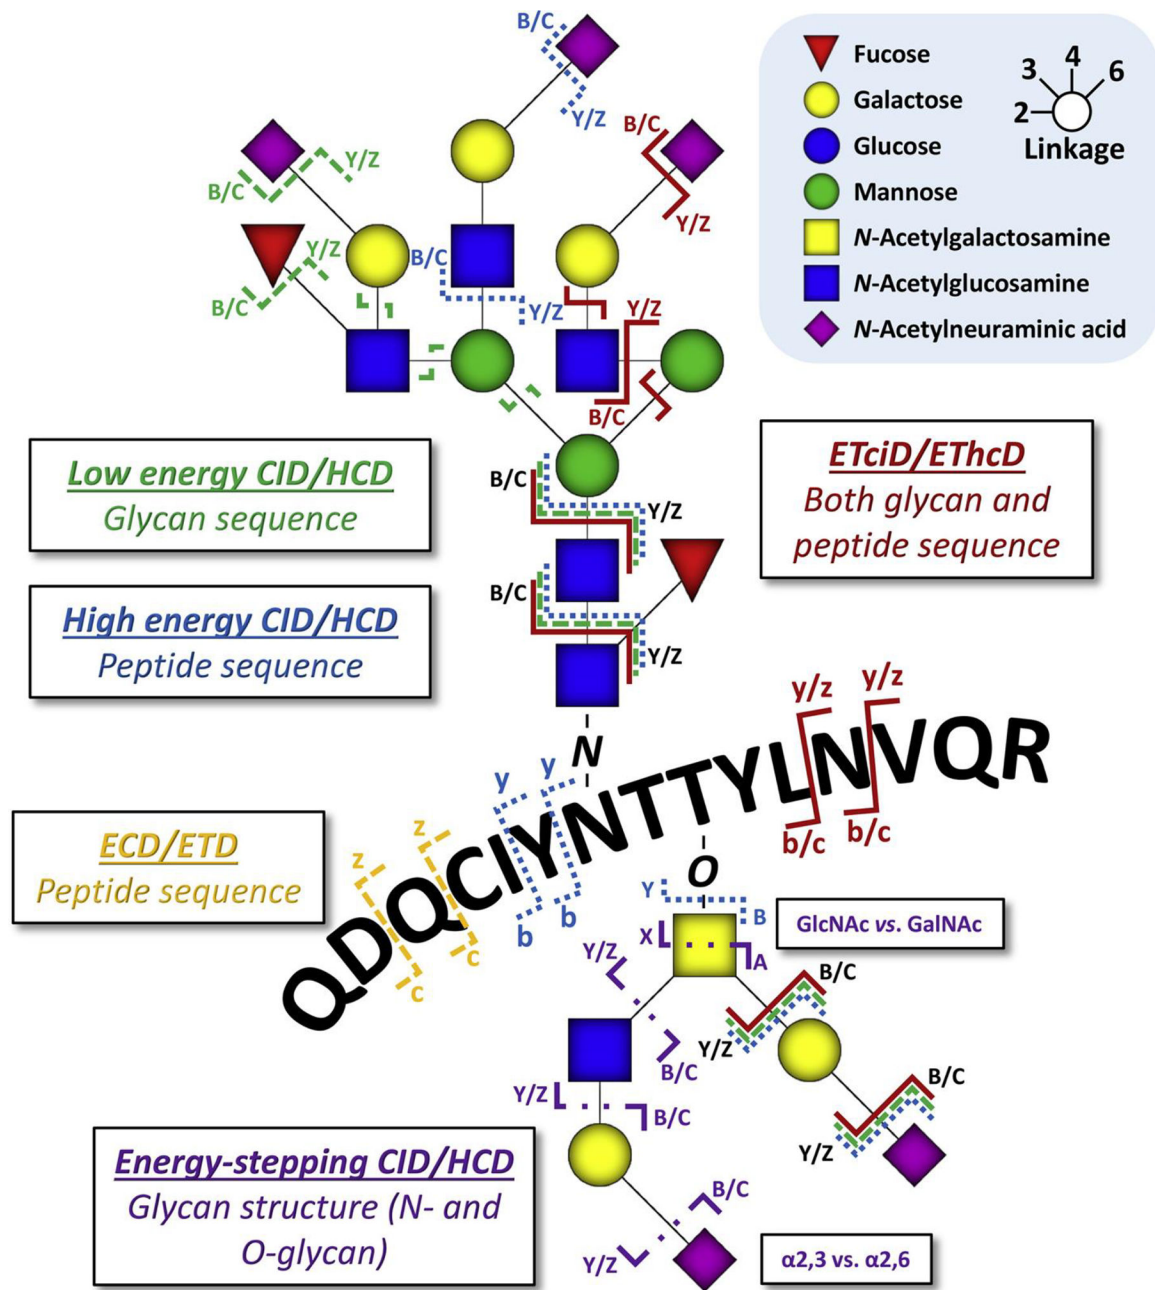 B/C
Y/Z
B/C
Y/Z
B/C
Y/Z
Y/Z
B/C
B/C
Y/Z
Y/Z
B/C
B/C
Y/Z
B/C
Y/Z
Fucose
Galactose
Glucose
Mannose
N-Acetylgalactosamine
N-Acetylglucosamine
N-Acetylneuraminic acid
2
3
4
6
Linkage
Low energy CID/HCD
Glycan sequence
High energy CID/HCD
Peptide sequence
ETciD/EThcD
Both glycan and
peptide sequence
ECD/ETD
Peptide sequence
N
QDQCIYNTTYLNVQR
z
z
c
c
y
y
b
b
y/z
y/z
b/c
b/c
O
Y
B
X
A
GlcNAc vs. GalNAc
Y/Z
B/C
B/C
Y/Z
Y/Z
B/C
B/C
Y/Z
B/C
Y/Z
Energy-stepping CID/HCD
Glycan structure (N- and
O-glycan)
α2,3 vs. α2,6